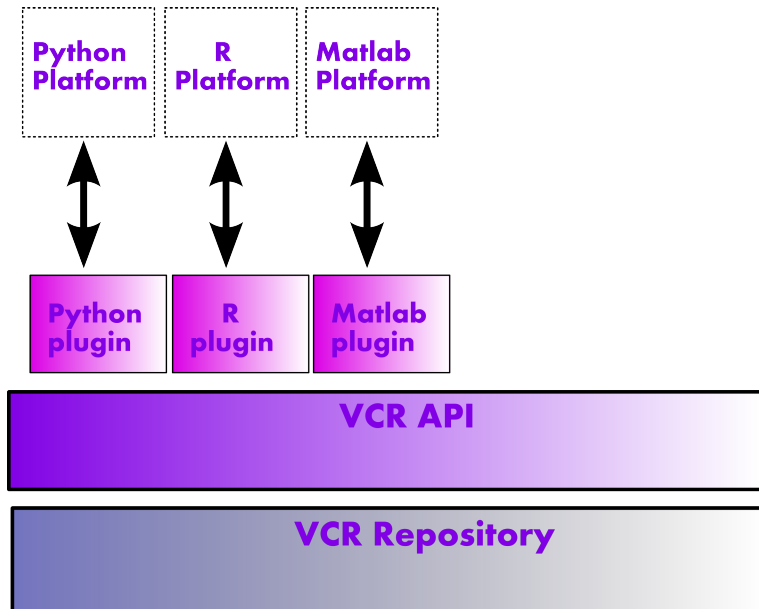 Python
Platform
R
Platform
Matlab
Platform
Python
plugin
R
plugin
Matlab
plugin
VCR API
VCR Repository